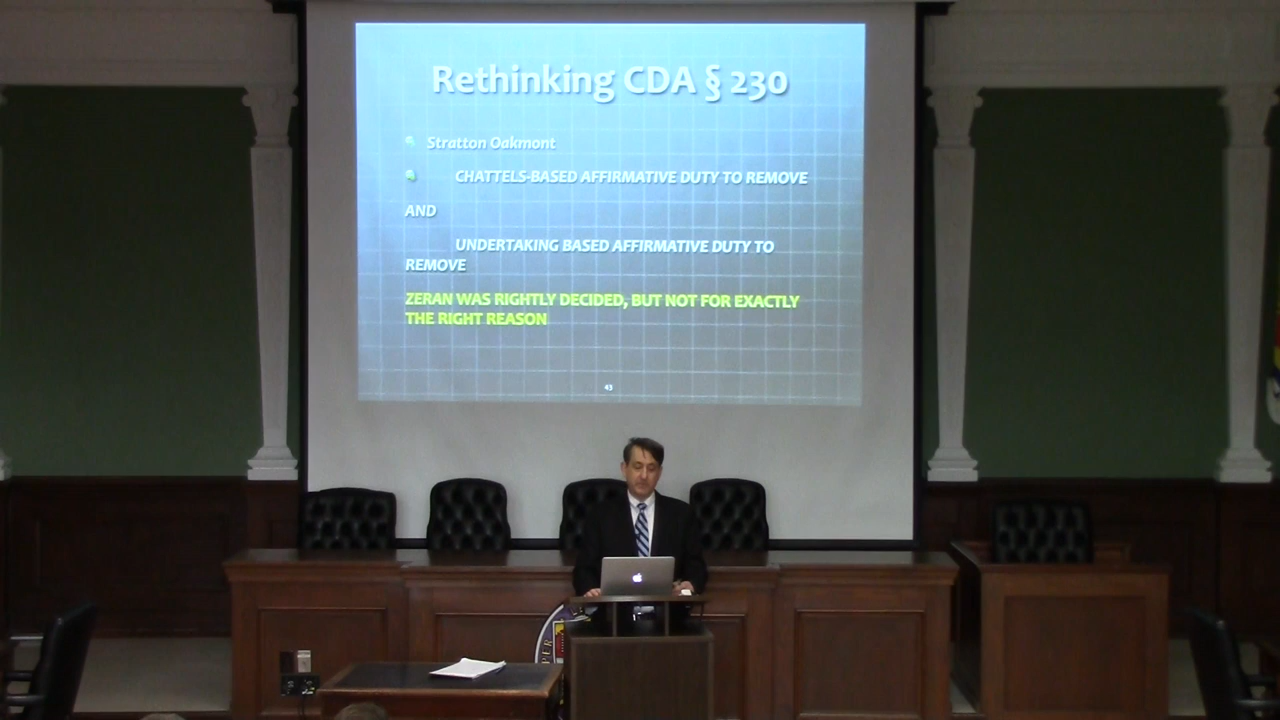 Rethinking CDA § 230
Stratton Oakmont
CHATTELS-BASED AFFIRMATIVE DUTY TO REMOVE
AND
UNDERTAKING BASED AFFIRMATIVE DUTY TO
REMOVE
ZERAN WAS RIGHTLY DECIDED, BUT NOT FOR EXACTLY
THE RIGHT REASON
43
PER